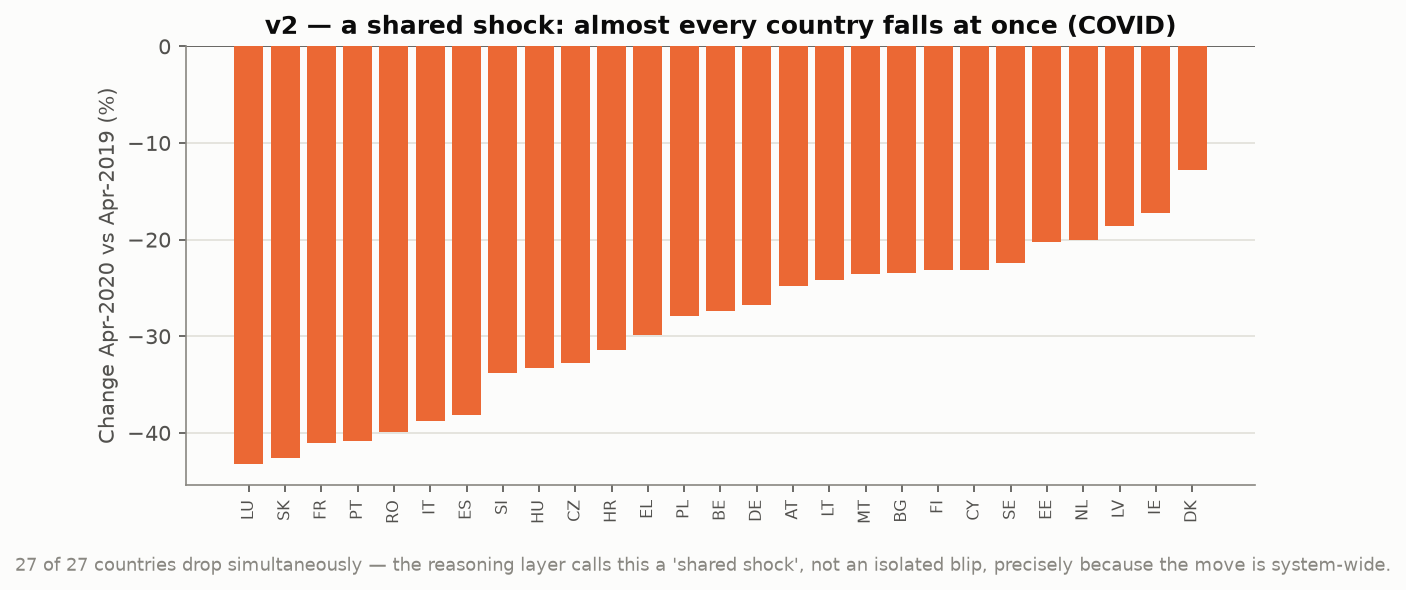 v2 — a shared shock: almost every country falls at once (COVID)
Change Apr-2020 vs Apr-2019 (%)
0
−10
−20
−30
−40
LU SK FR PT RO IT ES SI HU CZ HR EL PL BE DE AT LT MT BG FI CY SE EE NL LV IE DK
27 of 27 countries drop simultaneously — the reasoning layer calls this a 'shared shock', not an isolated blip, precisely because the move is system-wide.